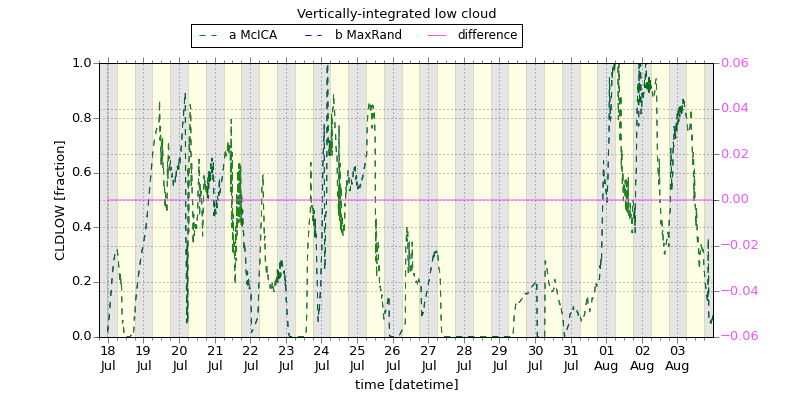 Vertically-integrated low cloud
a McICA b MaxRand difference
CLDLOW [fraction]
1.0
0.8
0.6
0.4
0.2
0.0
0.06
0.04
0.02
0.00
−0.02
−0.04
−0.06
18 19 20 21 22 23 24 25 26 27 28 29 30 31 01 02 03
Jul Jul Jul Jul Jul Jul Jul Jul Jul Jul Jul Jul Jul Jul Aug Aug Aug
time [datetime]